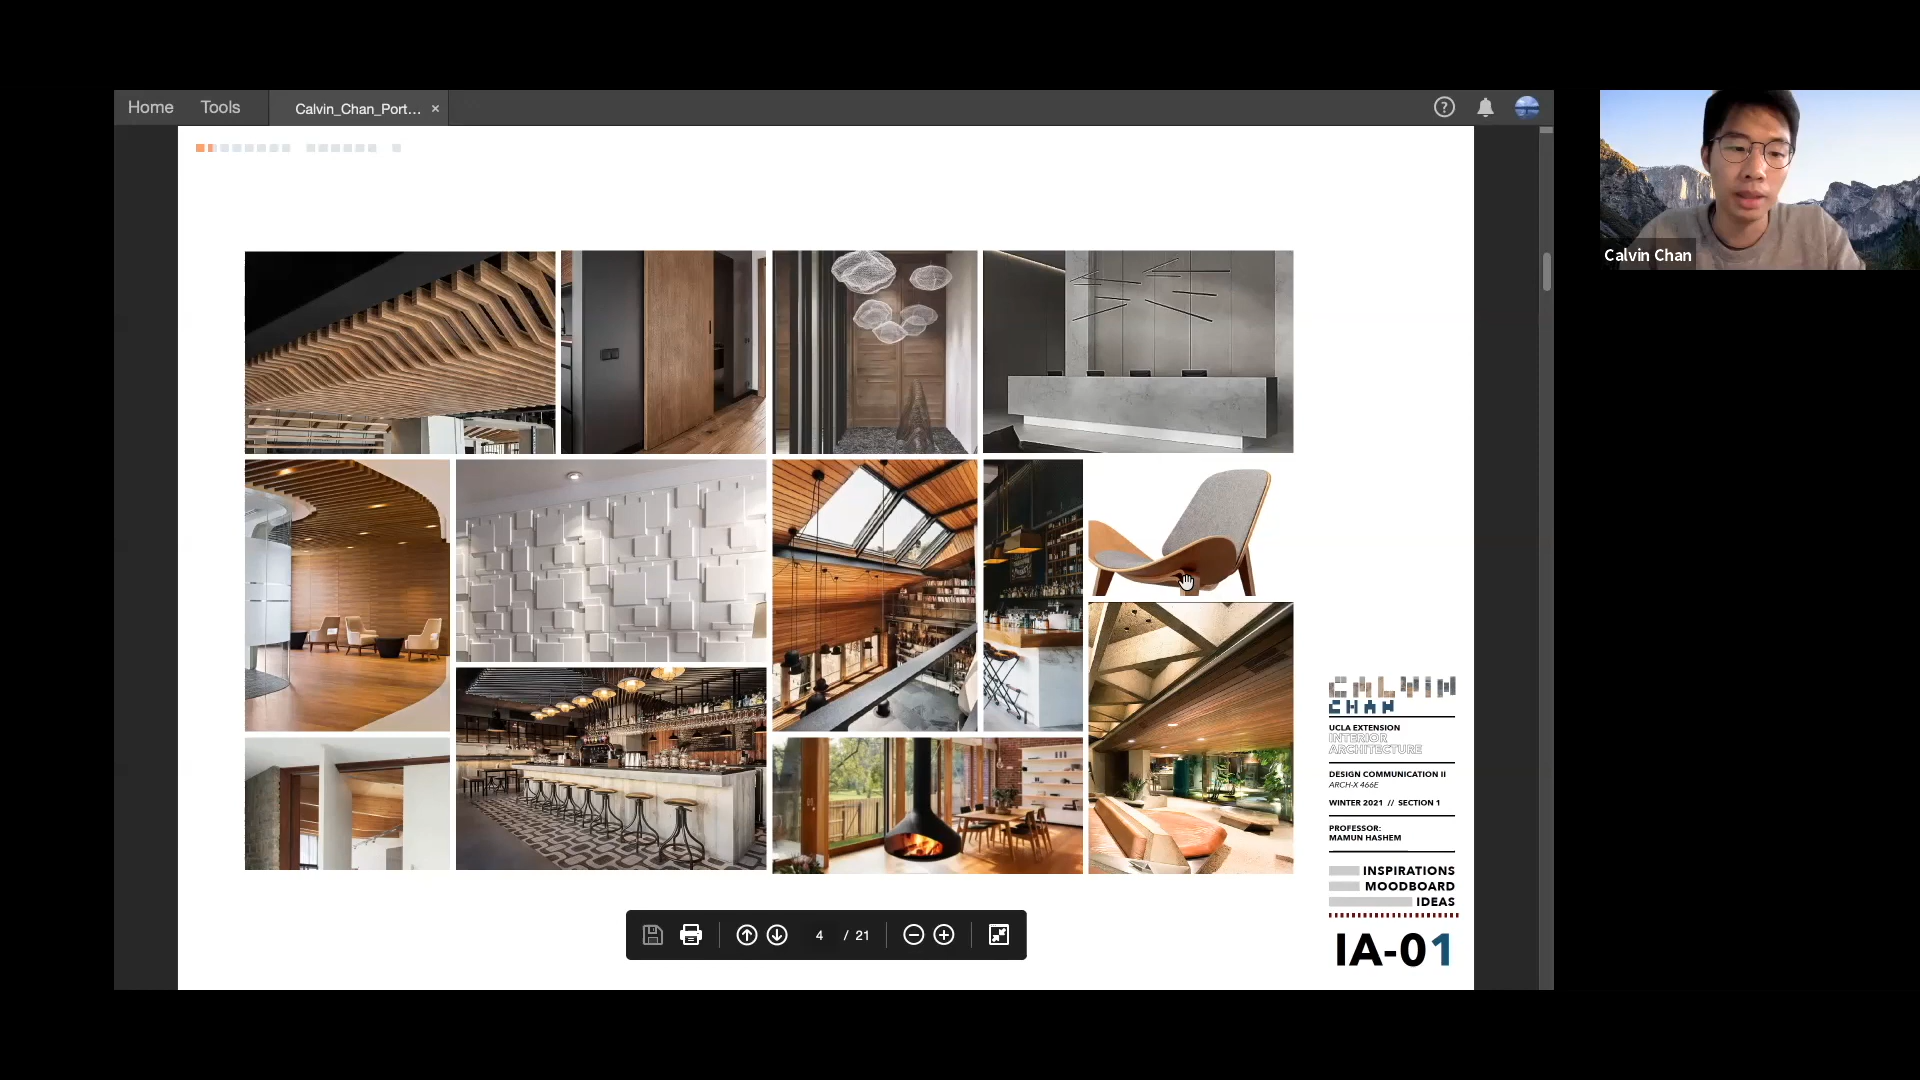 Home Tools Calvin_Chan_Port... ×
Calvin Chan
CALVIN
CHAN
UCLA EXTENSION
INTERIOR
ARCHITECTURE
DESIGN COMMUNICATION II
ARCH-X 466E
WINTER 2021 // SECTION 1
PROFESSOR:
MAMUN HASHEM
INSPIRATIONS
MOODBOARD
IDEAS
IA-01
4 / 21